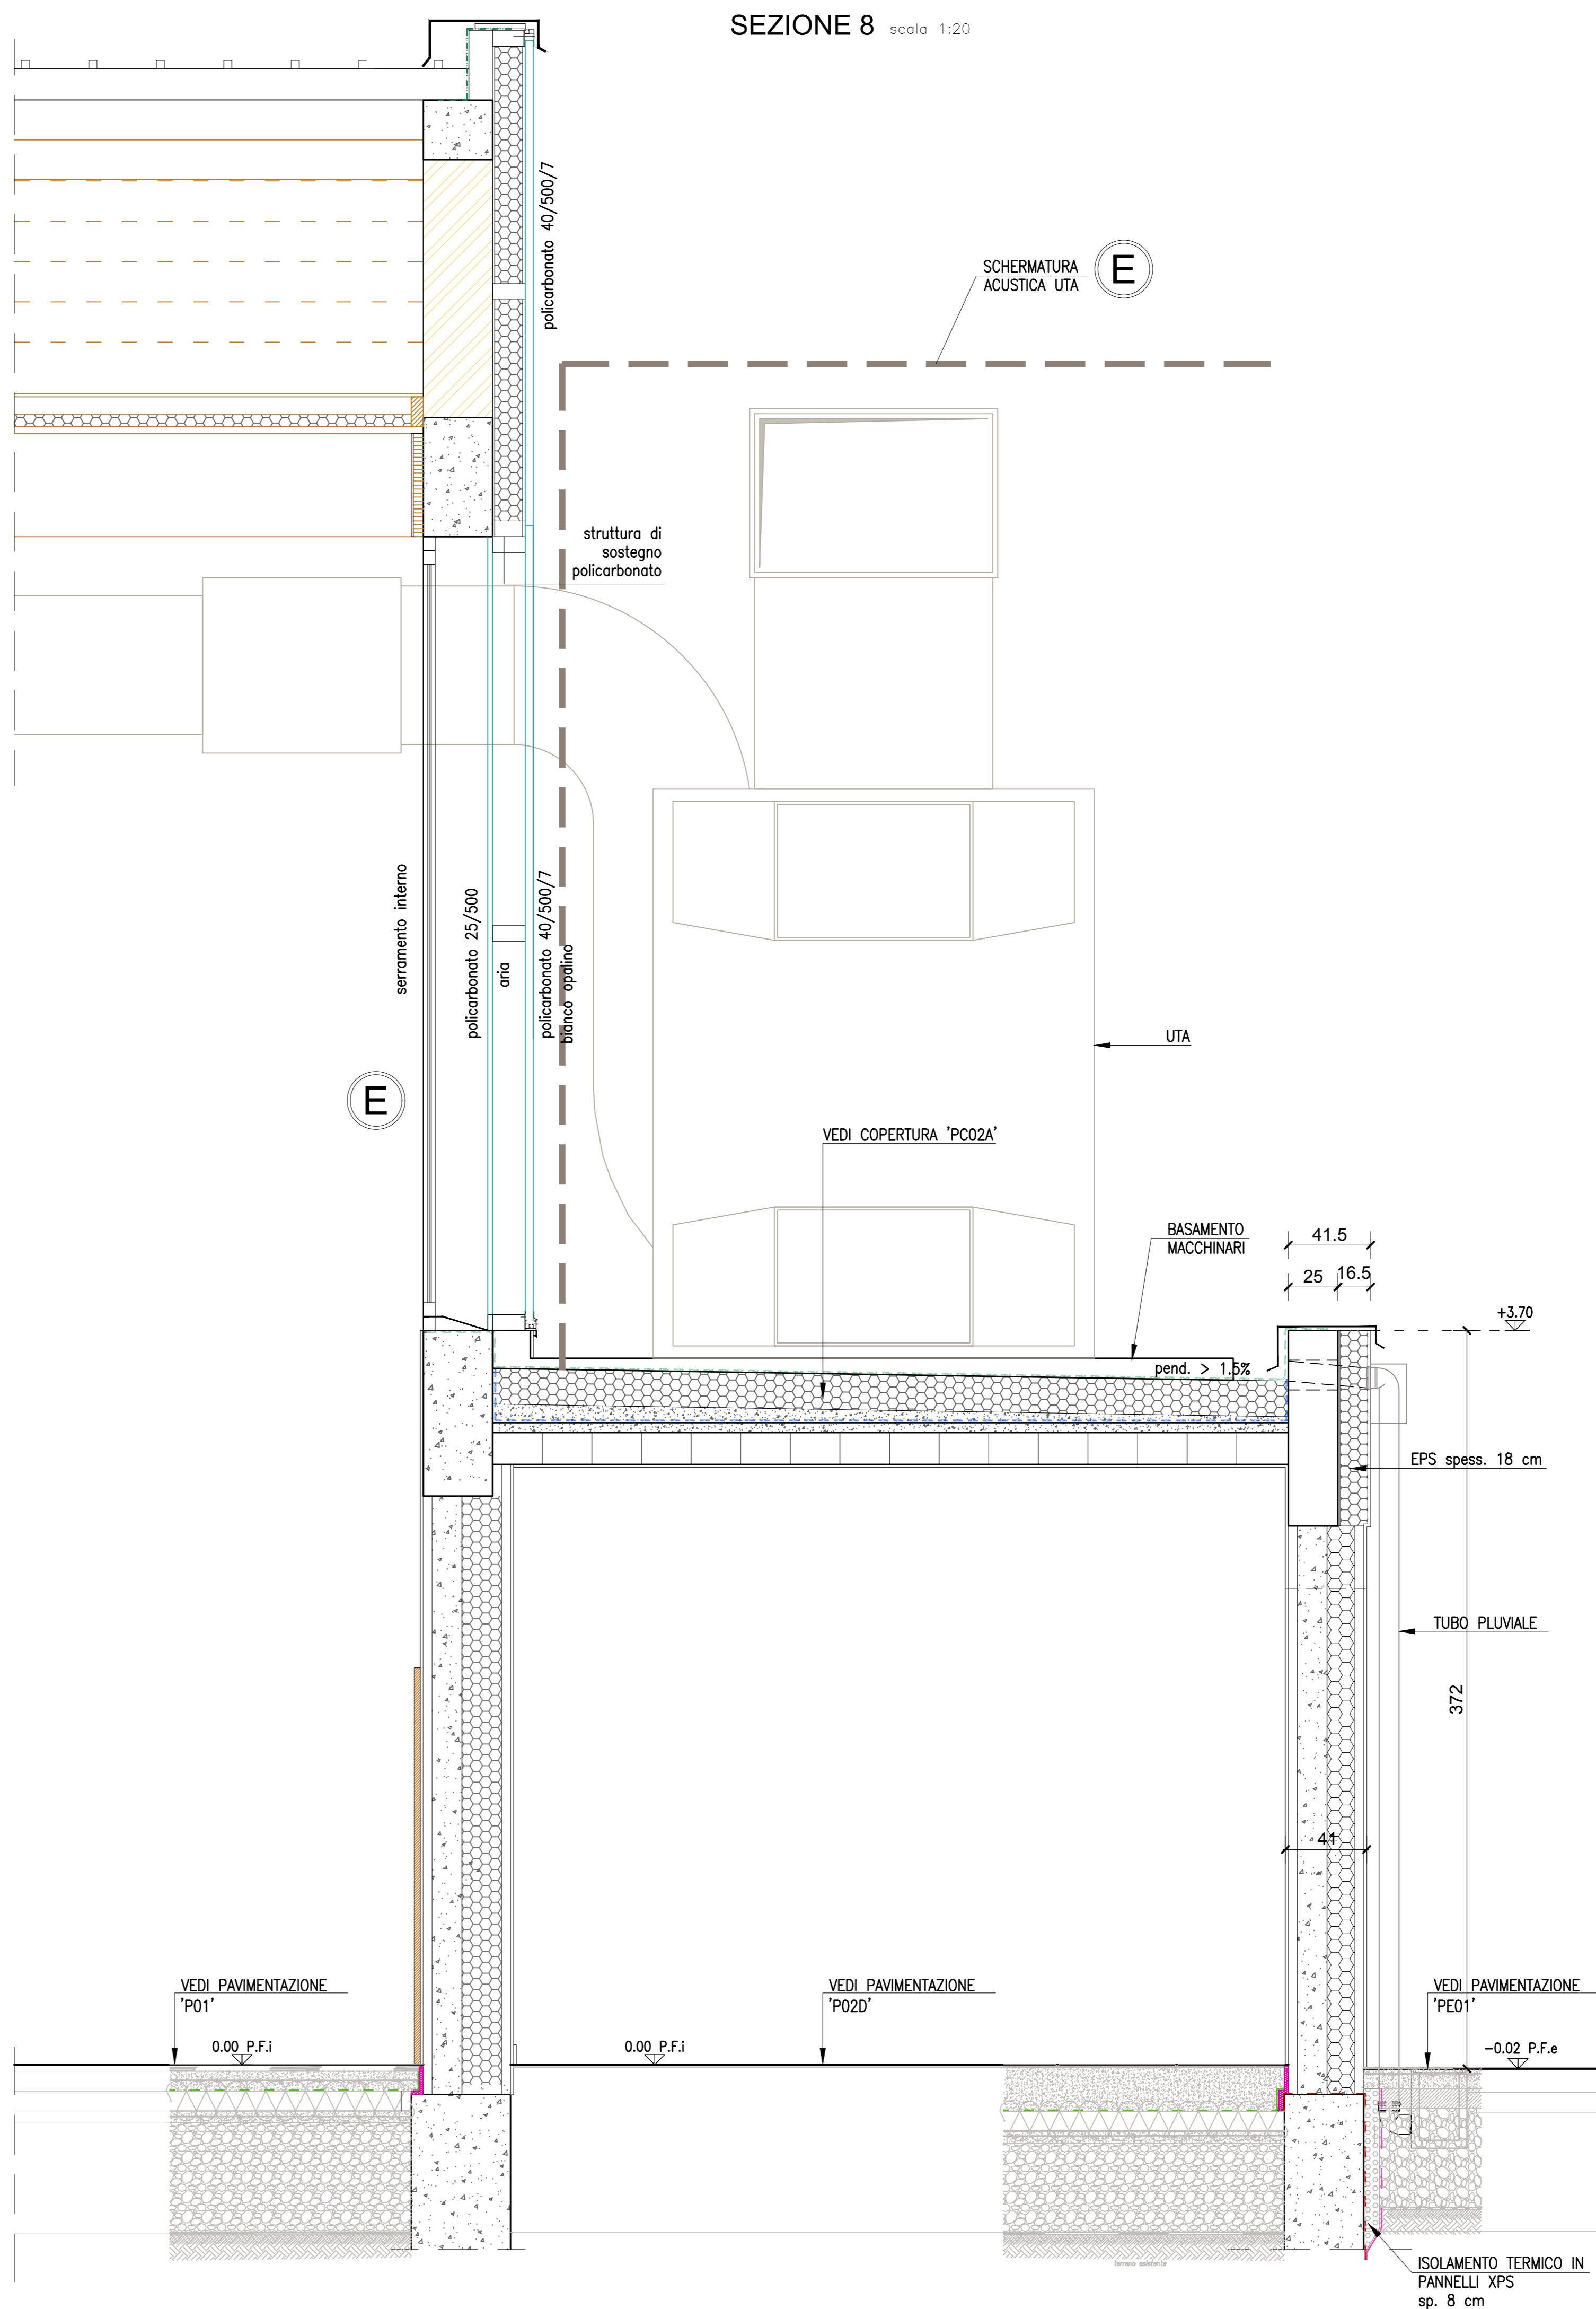 SEZIONE 8 scala 1:20
policarbonato 40/500/7
SCHERMATURA
ACUSTICA UTA
E
struttura di
sostegno
policarbonato
serramento interno
policarbonato 25/500
aria
policarbonato 40/500/7
bianco opalino
E
UTA
VEDI COPERTURA 'PC02A'
BASAMENTO
MACCHINARI
41.5
25
16.5
+3.70
pend. > 1.5%
EPS spess. 18 cm
TUBO PLUVIALE
372
41
VEDI PAVIMENTAZIONE
'P01'
0.00 P.F.i
VEDI PAVIMENTAZIONE
'P02D'
0.00 P.F.i
VEDI PAVIMENTAZIONE
'PE01'
-0.02 P.F.e
terreno esistente
ISOLAMENTO TERMICO IN
PANNELLI XPS
sp. 8 cm